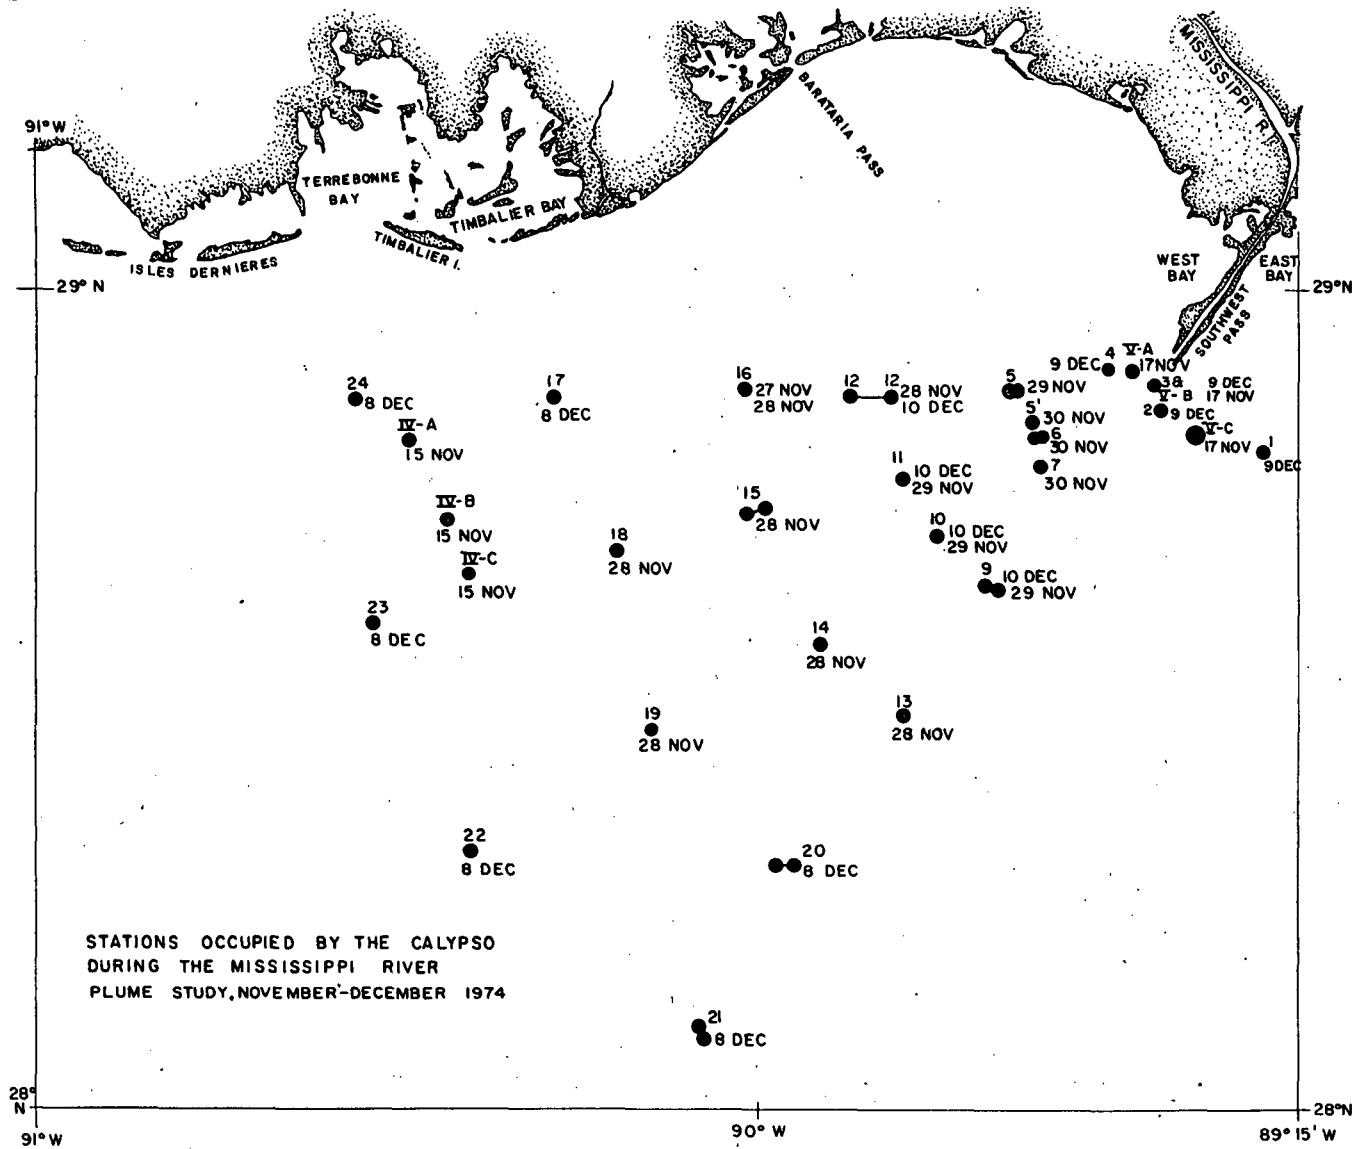 MISSISSIPPI R.
91° W
BARATARIA PASS
TERREBONNE
BAY
TIMBALIER BAY
TIMBALIER I.
ISLES DERNIERES
WEST
BAY
EAST
BAY
SOUTHWEST
PASS
29° N
29° N
24
8 DEC
17
8 DEC
16
27 NOV
28 NOV
12
12
28 NOV
10 DEC
5
29 NOV
9 DEC
4
V-A
17 NOV
3&
V-B
9 DEC
17 NOV
2
9 DEC
V-C
17 NOV
1
9 DEC
5'
30 NOV
6
30 NOV
7
30 NOV
IV-A
15 NOV
11
10 DEC
29 NOV
IV-B
15 NOV
15
28 NOV
10
10 DEC
29 NOV
18
28 NOV
IV-C
15 NOV
9
10 DEC
29 NOV
23
8 DEC
14
28 NOV
13
28 NOV
19
28 NOV
22
8 DEC
20
8 DEC
STATIONS OCCUPIED BY THE CALYPSO
DURING THE MISSISSIPPI RIVER
PLUME STUDY, NOVEMBER-DECEMBER 1974
21
8 DEC
28°
N
28° N
91° W
90° W
89° 15' W